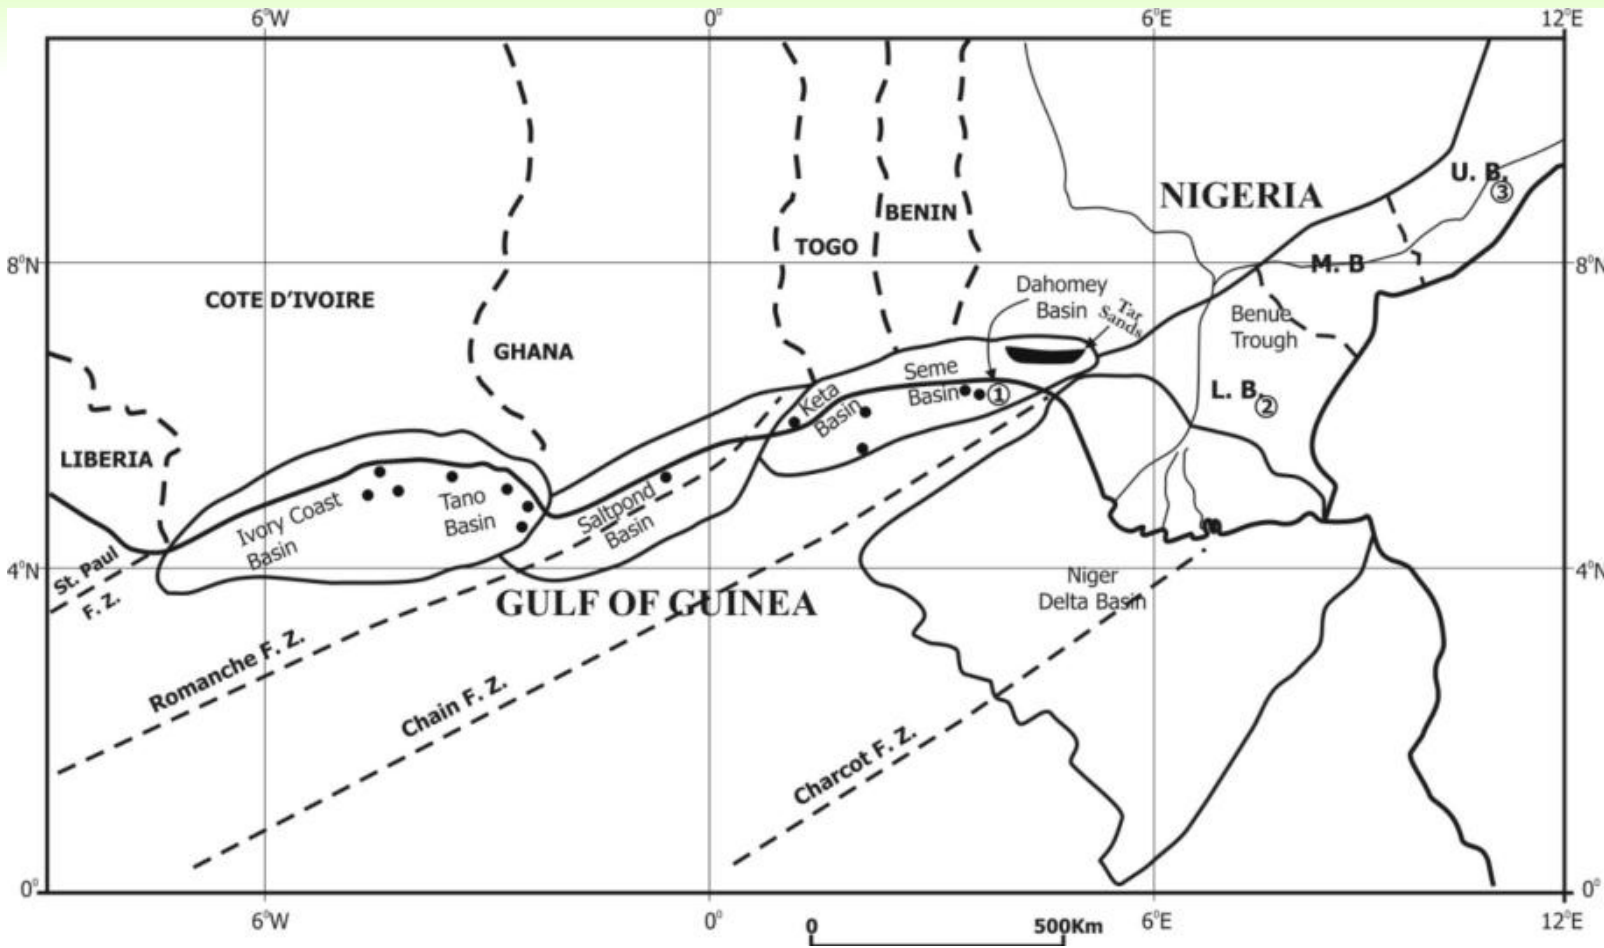 6°W
0°
6°E
12°E
NIGERIA
U. B.
③
BENIN
TOGO
8°N
M. B
8°N
COTE D'IVOIRE
Dahomey
Basin
Tar
Sands
Benue
Trough
GHANA
Seme
Basin
①
Keta
Basin
L. B.
②
LIBERIA
Ivory Coast
Basin
Tano
Basin
Saltpond
Basin
St. Paul
F. Z.
4°N
4°N
GULF OF GUINEA
Niger
Delta Basin
Romanche F. Z.
Chain F. Z.
Charcot F. Z.
0°
0°
6°W
0°
6°E
12°E
0
500Km